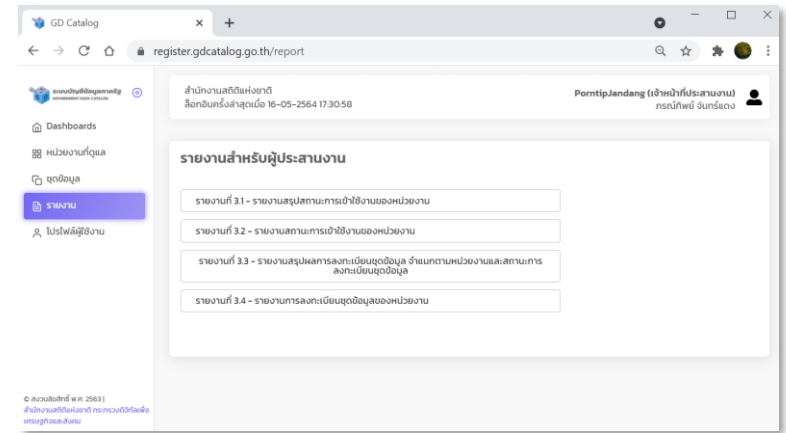 GD Catalog
register.gdcatalog.go.th/report
ระบบบัญชีข้อมูลภาครัฐ
GOVERNMENT DATA CATALOG
สำนักงานสถิติแห่งชาติ
ล็อกอินครั้งล่าสุดเมื่อ 16-05-2564 17:30:58
PorntipJandang (เจ้าหน้าที่ประสานงาน)
ภรณ์ทิพย์ จันทร์แดง
Dashboards
หน่วยงานที่ดูแล
ชุดข้อมูล
รายงาน
โปรไฟล์ผู้ใช้งาน
รายงานสำหรับผู้ประสานงาน
รายงานที่ 3.1 - รายงานสรุปสถานะการเข้าใช้งานของหน่วยงาน
รายงานที่ 3.2 - รายงานสถานะการเข้าใช้งานของหน่วยงาน
รายงานที่ 3.3 - รายงานสรุปผลการลงทะเบียนชุดข้อมูล จำแนกตามหน่วยงานและสถานะการ
ลงทะเบียนชุดข้อมูล
รายงานที่ 3.4 - รายงานการลงทะเบียนชุดข้อมูลของหน่วยงาน
© สงวนลิขสิทธิ์ พ.ศ. 2563 |
สำนักงานสถิติแห่งชาติ กระทรวงดิจิทัลเพื่อ
เศรษฐกิจและสังคม